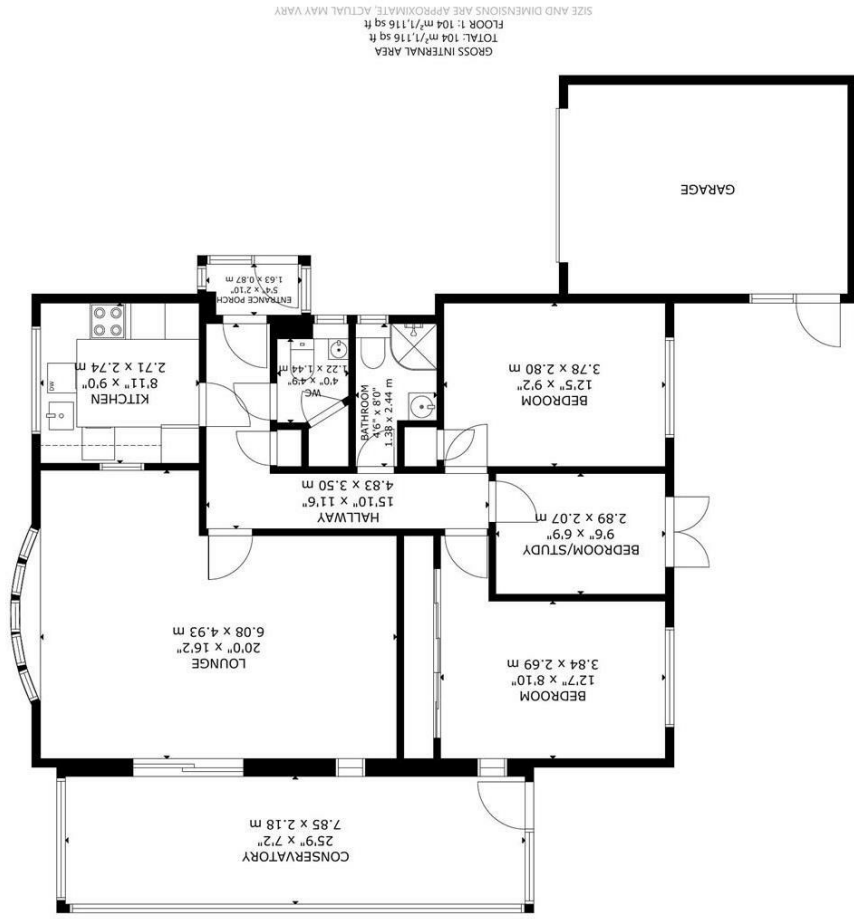 CONSERVATORY
25'9" x 7'2"
7.85 x 2.18 m
BEDROOM
12'7" x 8'10"
3.84 x 2.69 m
LOUNGE
20'0" x 16'2"
6.08 x 4.93 m
BEDROOM/STUDY
9'6" x 6'9"
2.89 x 2.07 m
HALLWAY
15'10" x 11'6"
4.83 x 3.50 m
BEDROOM
12'5" x 9'2"
3.78 x 2.80 m
BATHROOM
4'6" x 8'0"
1.38 x 2.44 m
WC
4'0" x 4'9"
1.22 x 1.44 m
KITCHEN
8'11" x 9'0"
2.71 x 2.74 m
DW
ENTRANCE PORCH
5'4" x 2'10"
1.63 x 0.87 m
GARAGE
GROSS INTERNAL AREA
TOTAL: 104 m²/1,116 sq ft
FLOOR 1: 104 m²/1,116 sq ft
SIZE AND DIMENSIONS ARE APPROXIMATE, ACTUAL MAY VARY